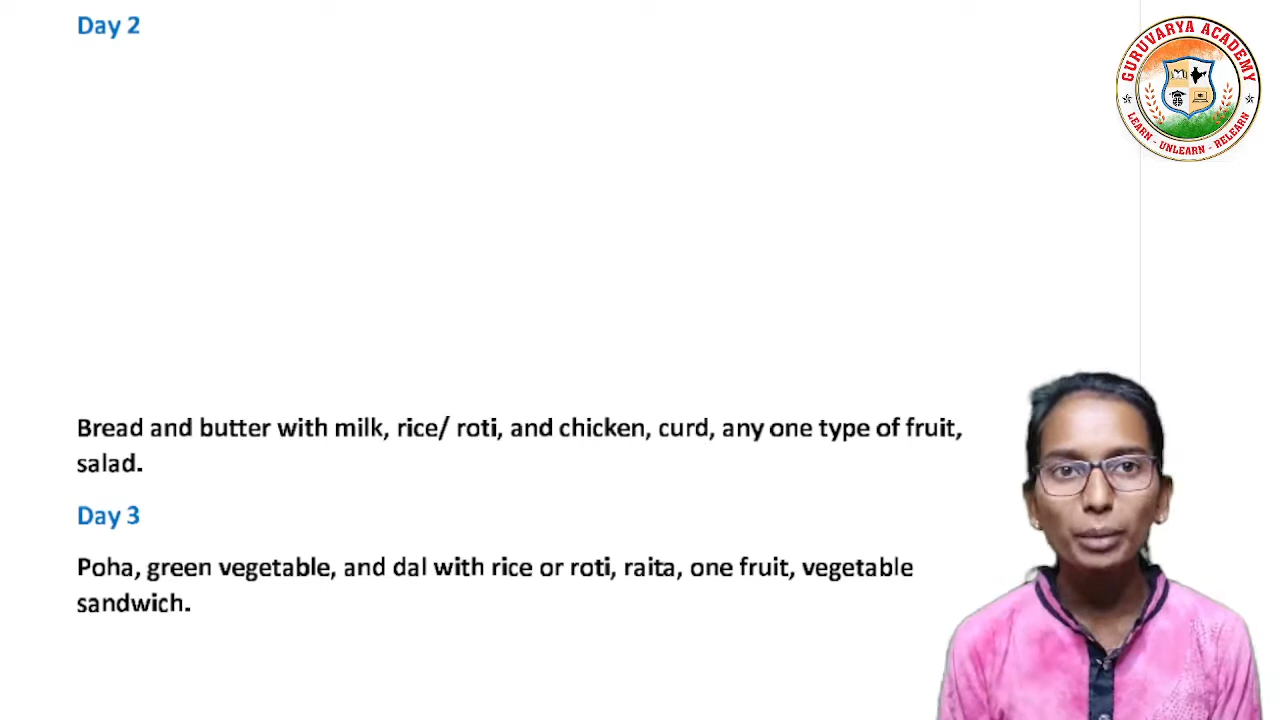 Day 2
GURUVARYA ACADEMY
LEARN - UNLEARN - RELEARN
Bread and butter with milk, rice/ roti, and chicken, curd, any one type of fruit,
salad.
Day 3
Poha, green vegetable, and dal with rice or roti, raita, one fruit, vegetable
sandwich.